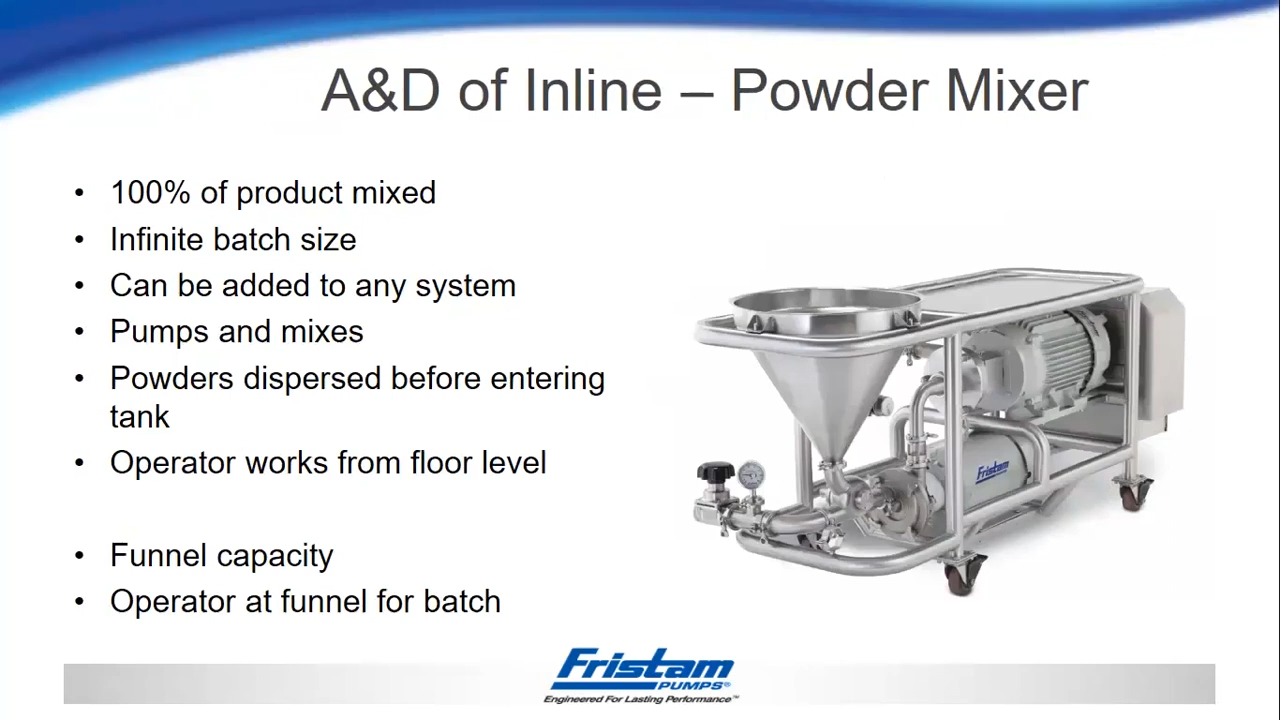 A&D of Inline – Powder Mixer
• 100% of product mixed
• Infinite batch size
• Can be added to any system
• Pumps and mixes
• Powders dispersed before entering
tank
• Operator works from floor level
• Funnel capacity
• Operator at funnel for batch
Fristam
Fristam
PUMPS®
Engineered For Lasting Performance™